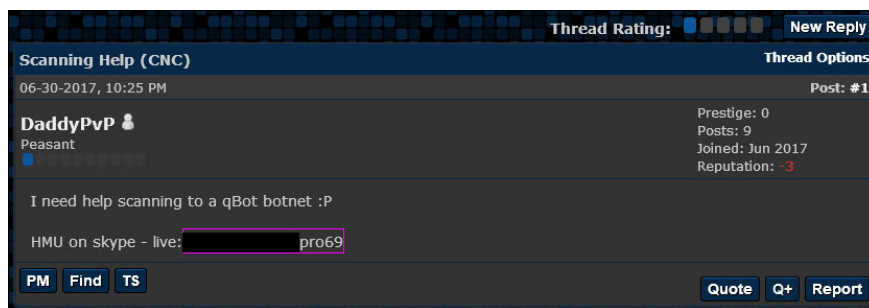 Thread Rating:
New Reply
Scanning Help (CNC)
Thread Options
06-30-2017, 10:25 PM
Post: #1
DaddyPvP
Peasant
Prestige: 0
Posts: 9
Joined: Jun 2017
Reputation: -3
I need help scanning to a qBot botnet :P
HMU on skype - live: pro69
PM Find TS
Quote Q+ Report